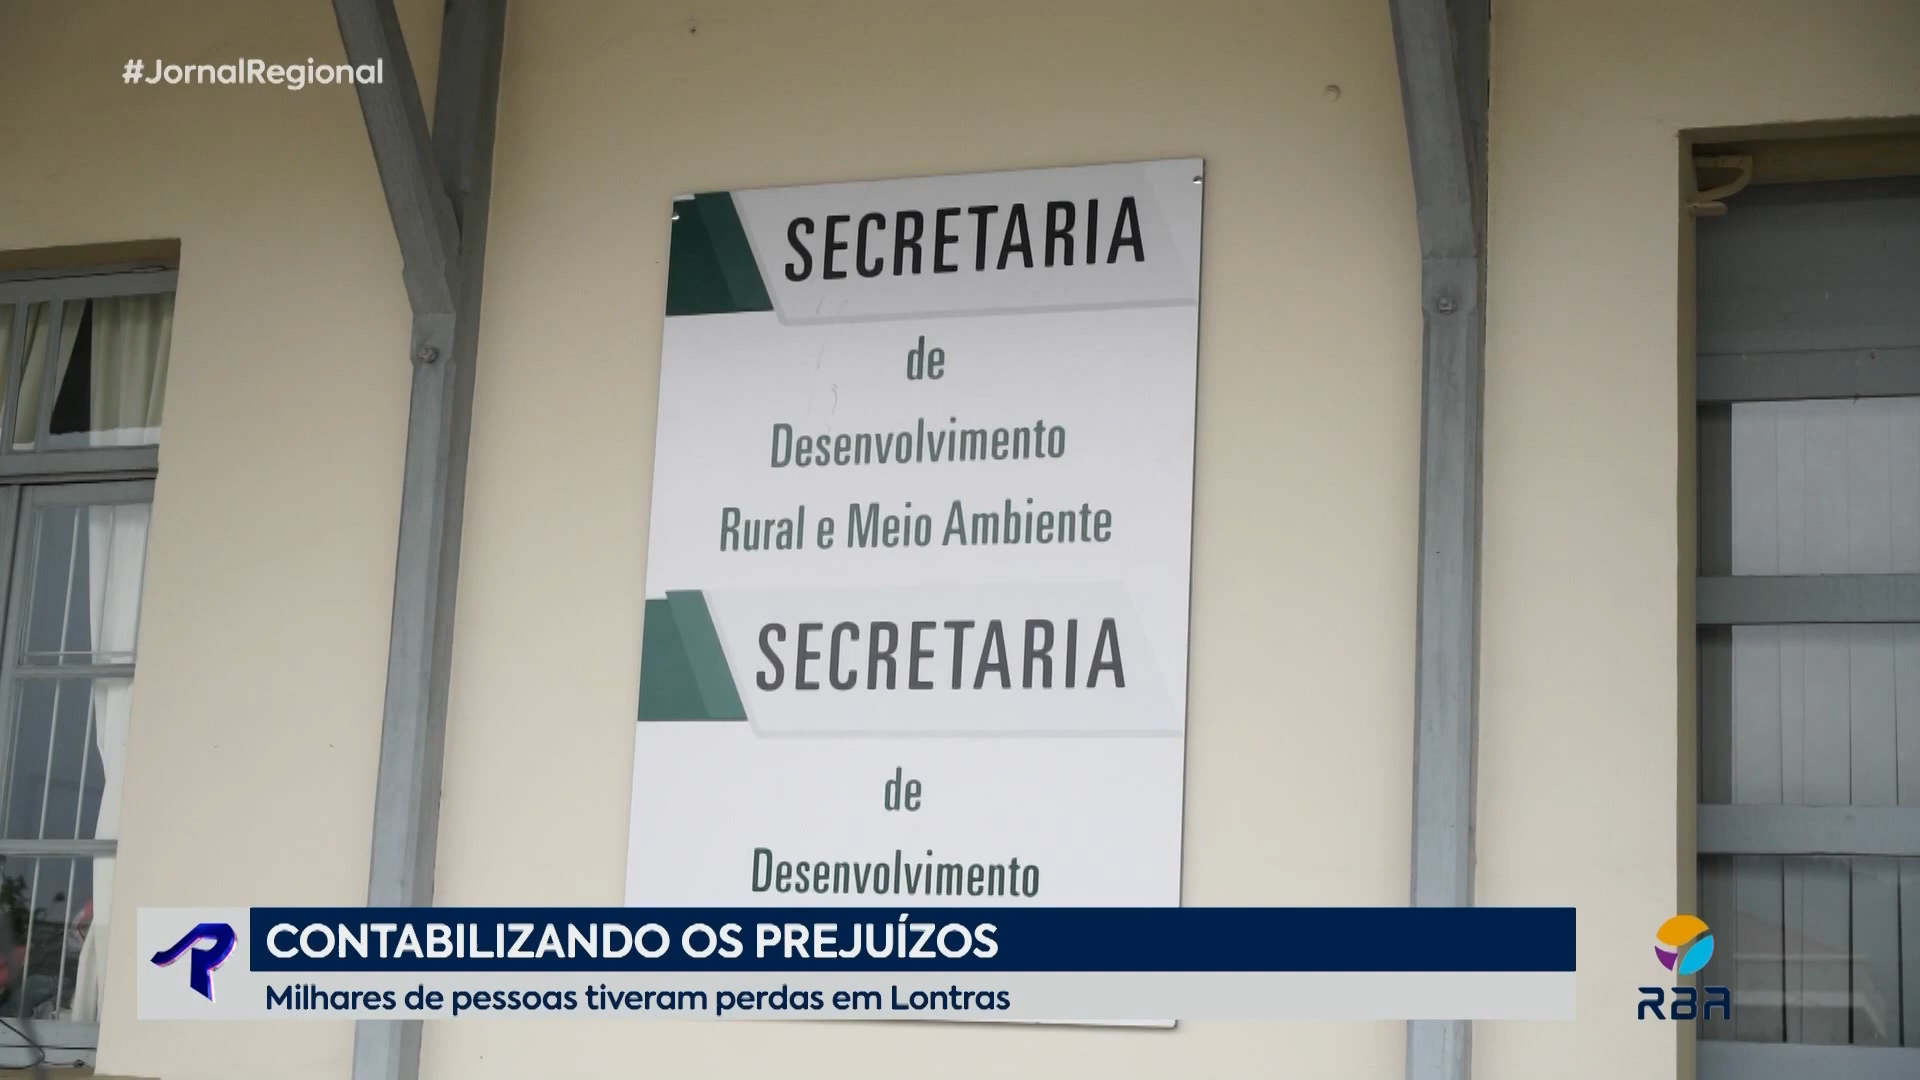 #JornalRegional
SECRETARIA
de
Desenvolvimento
Rural e Meio Ambiente
SECRETARIA
de
Desenvolvimento
CONTABILIZANDO OS PREJUÍZOS
Milhares de pessoas tiveram perdas em Lontras
RBA